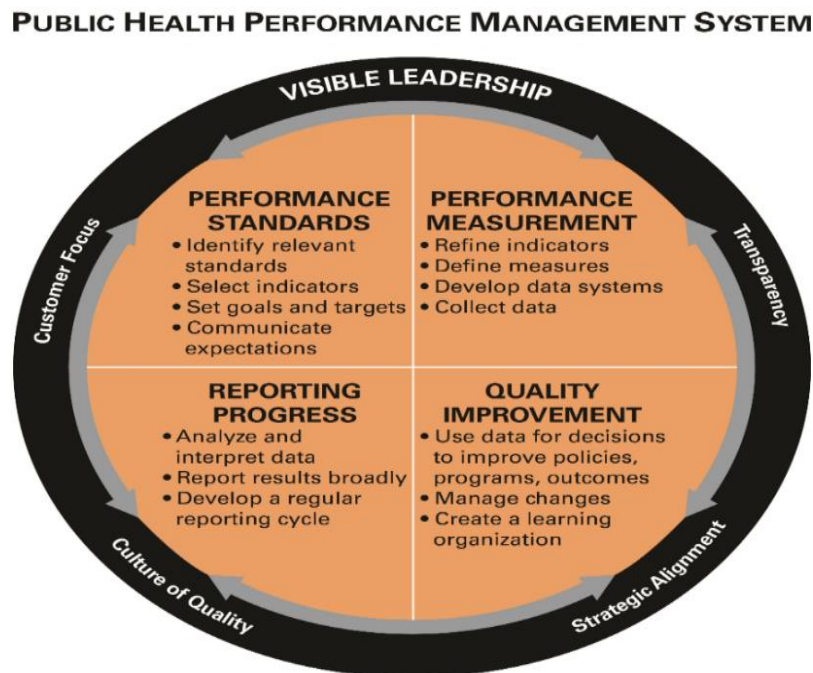 PUBLIC HEALTH PERFORMANCE MANAGEMENT SYSTEM
VISIBLE LEADERSHIP
Customer Focus
Transparency
PERFORMANCE
STANDARDS
• Identify relevant
standards
• Select indicators
• Set goals and targets
• Communicate
expectations
PERFORMANCE
MEASUREMENT
• Refine indicators
• Define measures
• Develop data systems
• Collect data
REPORTING
PROGRESS
• Analyze and
interpret data
• Report results broadly
• Develop a regular
reporting cycle
QUALITY
IMPROVEMENT
• Use data for decisions
to improve policies,
programs, outcomes
• Manage changes
• Create a learning
organization
Culture of Quality
Strategic Alignment